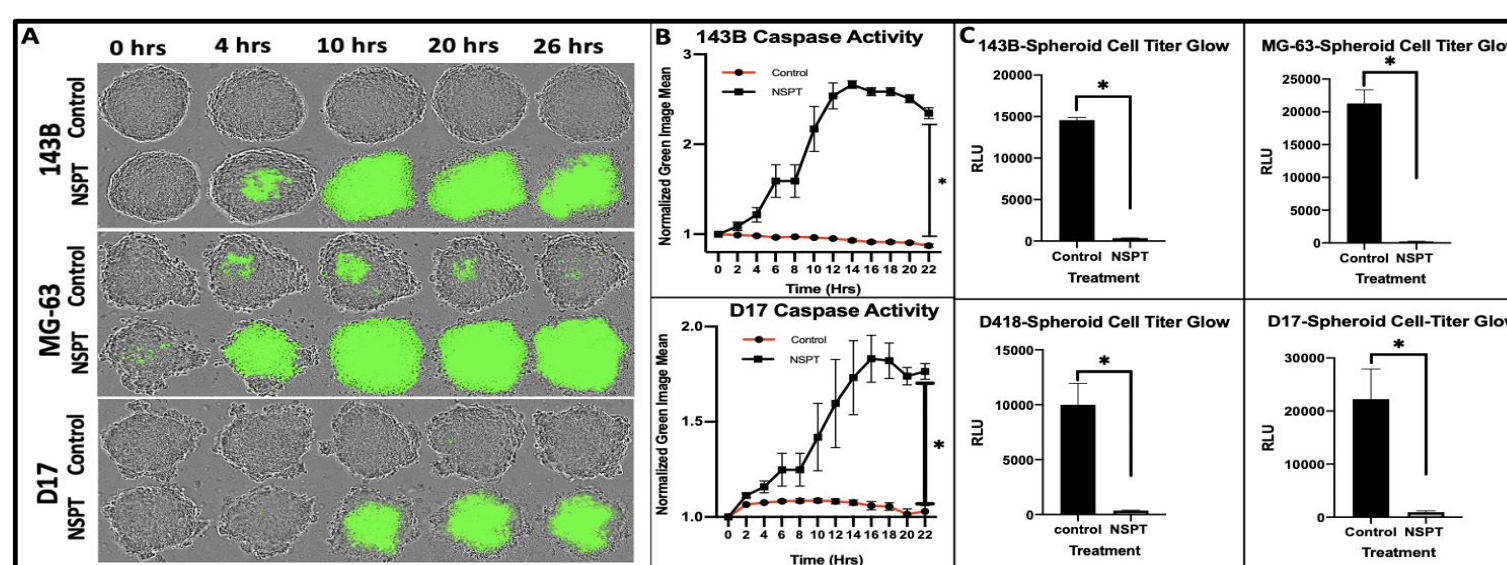 A
0 hrs 4 hrs 10 hrs 20 hrs 26 hrs
143B
Control
NSPT
MG-63
Control
NSPT
D17
Control
NSPT
B
143B Caspase Activity
Normalized Green Image Mean
3
2
1
Control
NSPT
*
0 2 4 6 8 10 12 14 16 18 20 22
Time (Hrs)
D17 Caspase Activity
Normalized Green Image Mean
2.0
1.5
1.0
Control
NSPT
*
0 2 4 6 8 10 12 14 16 18 20 22
Time (Hrs)
C
143B-Spheroid Cell Titer Glow
RLU
20000
15000
10000
5000
0
*
Control NSPT
Treatment
MG-63-Spheroid Cell Titer Glow
RLU
25000
20000
15000
10000
5000
0
*
Control NSPT
Treatment
D418-Spheroid Cell Titer Glow
RLU
15000
10000
5000
0
*
control NSPT
Treatment
D17-Spheroid Cell-Titer Glow
RLU
30000
20000
10000
0
*
Control NSPT
Treatment